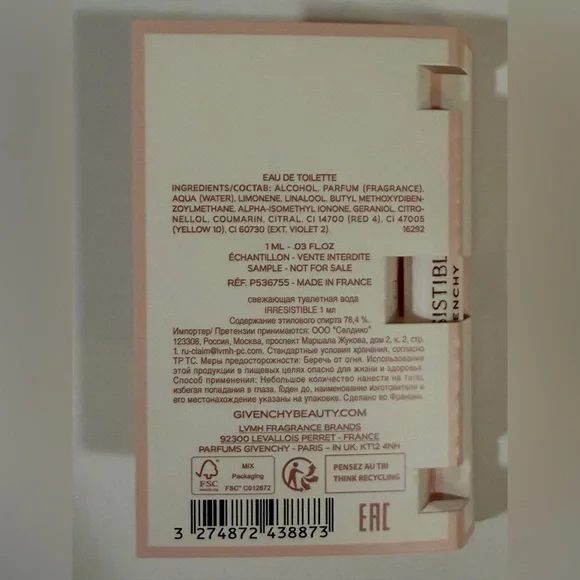 EAU DE TOILETTE
INGREDIENTS/COCTAB: ALCOHOL, PARFUM (FRAGRANCE),
AQUA (WATER), LIMONENE, LINALOOL, BUTYL METHOXYDIBEN-
ZOYLMETHANE, ALPHA-ISOMETHYL IONONE, GERANIOL, CITRO-
NELLOL, COUMARIN, CITRAL, CI 14700 (RED 4), CI 47005
(YELLOW 10), CI 60730 (EXT. VIOLET 2). 16292
1 ML - .03 FL.OZ
ÉCHANTILLON - VENTE INTERDITE
SAMPLE - NOT FOR SALE
RÉF. P536755 - MADE IN FRANCE
свежающая туалетная вода
IRRESISTIBLE 1 мл
Содержание этилового спирта 78,4 %.
Импортер/ Претензии принимаются: ООО "Селдико"
123308, Россия, Москва, проспект Маршала Жукова, дом 2, к. 2, стр.
1. ru-claim@lvmh-pc.com. Стандартные условия хранения, согласно
ТР ТС. Меры предосторожности: Беречь от огня. Использование
этой продукции в пищевых целях опасно для жизни и здоровья.
Способ применения: Небольшое количество нанести на тело,
избегая попадания в глаза. Годен до, наименование изготовителя и
его местонахождение указаны на упаковке. Сделано во Франции.
GIVENCHYBEAUTY.COM
LVMH FRAGRANCE BRANDS
92300 LEVALLOIS PERRET - FRANCE
PARFUMS GIVENCHY - PARIS - IN UK, KT12 4NH
FSC
MIX
Packaging
FSC® C012672
PENSEZ AU TRI
THINK RECYCLING
3 274872 438873
EAC
SISTIBL
ENCHY